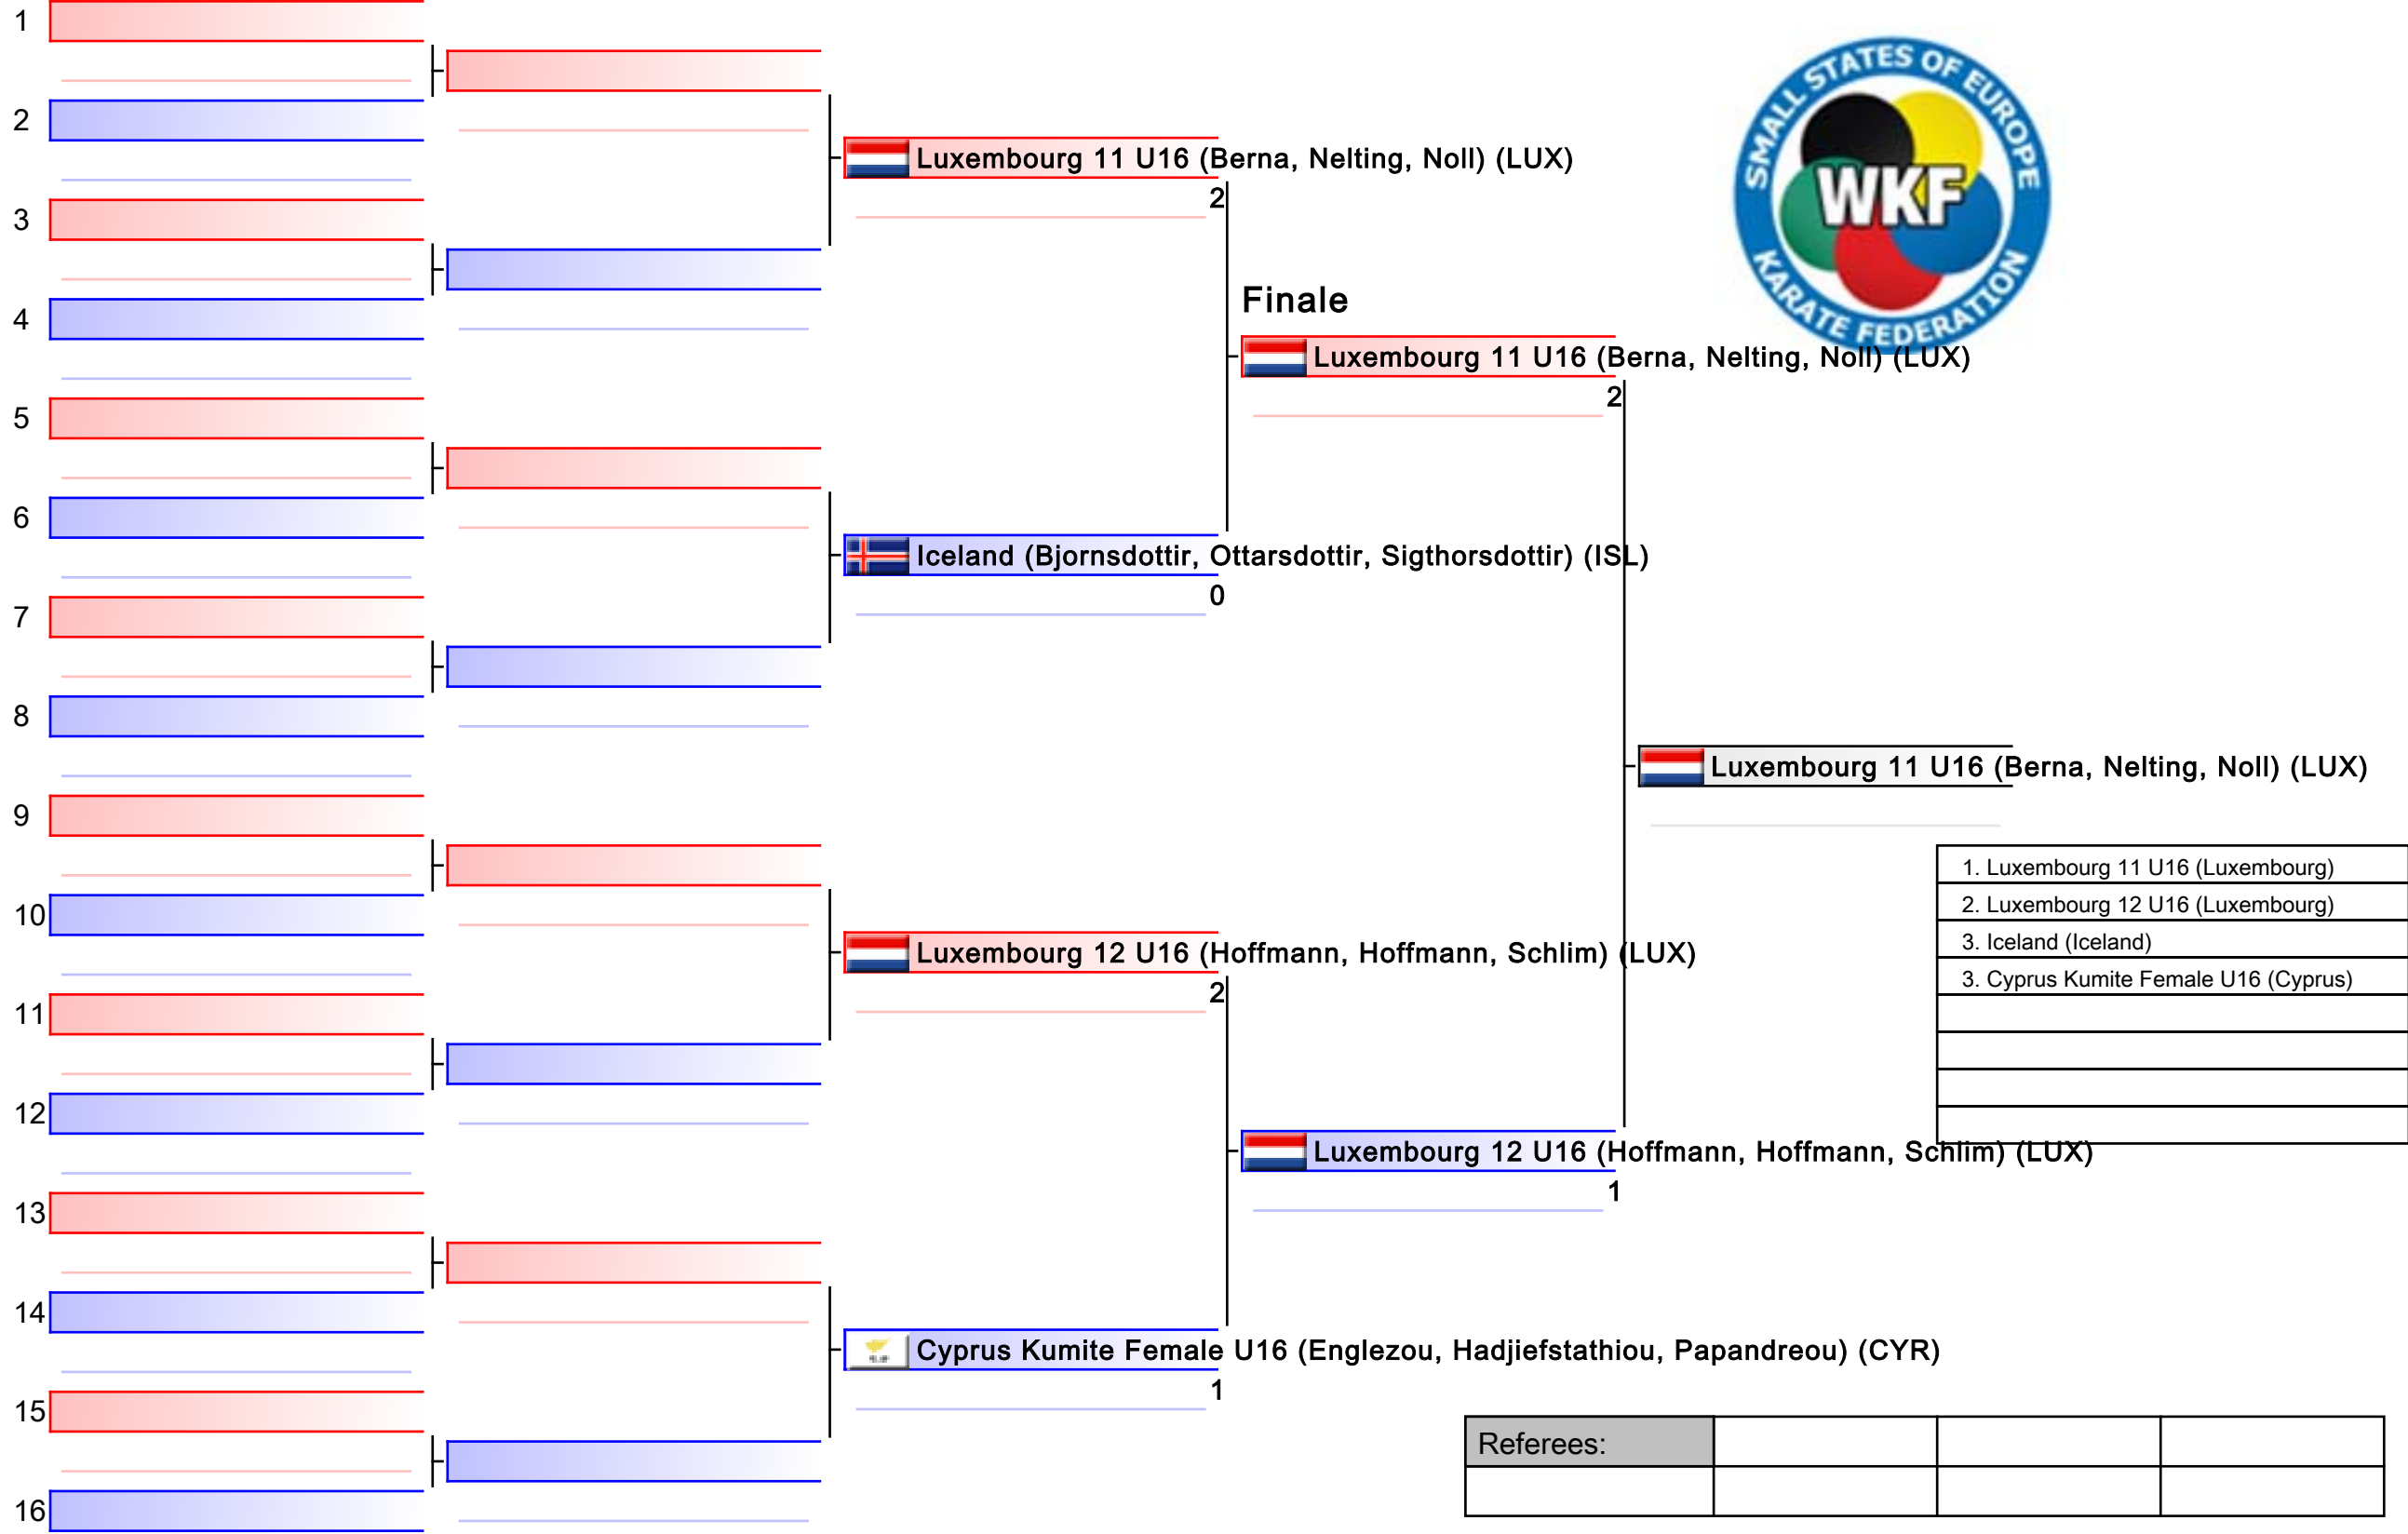 1
2
3
4
5
6
7
8
9
10
11
12
13
14
15
16
Luxembourg 11 U16 (Berna, Nelting, Noll) (LUX)
2
Iceland (Bjornsdottir, Ottarsdottir, Sigthorsdottir) (ISL)
0
Luxembourg 12 U16 (Hoffmann, Hoffmann, Schlim) (LUX)
2
Cyprus Kumite Female U16 (Englezou, Hadjiefstathiou, Papandreou) (CYR)
1
Finale
Luxembourg 11 U16 (Berna, Nelting, Noll) (LUX)
2
Luxembourg 12 U16 (Hoffmann, Hoffmann, Schlim) (LUX)
1
SMALL STATES OF EUROPE
WKF
KARATE FEDERATION
Luxembourg 11 U16 (Berna, Nelting, Noll) (LUX)
1. Luxembourg 11 U16 (Luxembourg)
2. Luxembourg 12 U16 (Luxembourg)
3. Iceland (Iceland)
3. Cyprus Kumite Female U16 (Cyprus)
Referees: